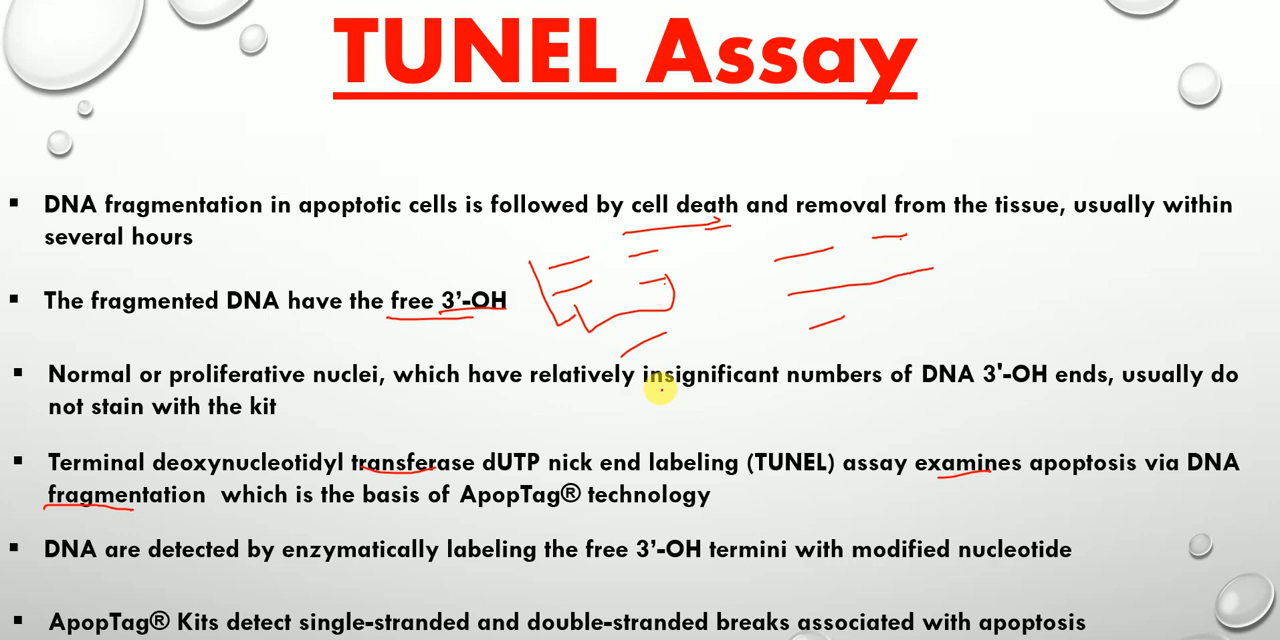 TUNEL Assay
▪ DNA fragmentation in apoptotic cells is followed by cell death and removal from the tissue, usually within
several hours
▪ The fragmented DNA have the free 3’-OH
▪ Normal or proliferative nuclei, which have relatively insignificant numbers of DNA 3'-OH ends, usually do
not stain with the kit
▪ Terminal deoxynucleotidyl transferase dUTP nick end labeling (TUNEL) assay examines apoptosis via DNA
fragmentation which is the basis of ApopTag® technology
▪ DNA are detected by enzymatically labeling the free 3’-OH termini with modified nucleotide
▪ ApopTag® Kits detect single-stranded and double-stranded breaks associated with apoptosis